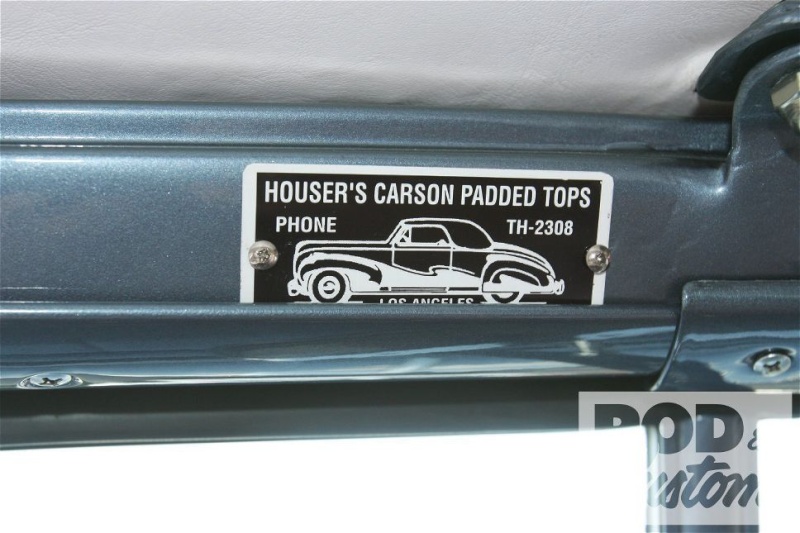 HOUSER'S CARSON PADDED TOPS
PHONE TH-2308
LOS ANGELES
ROD &
Custom